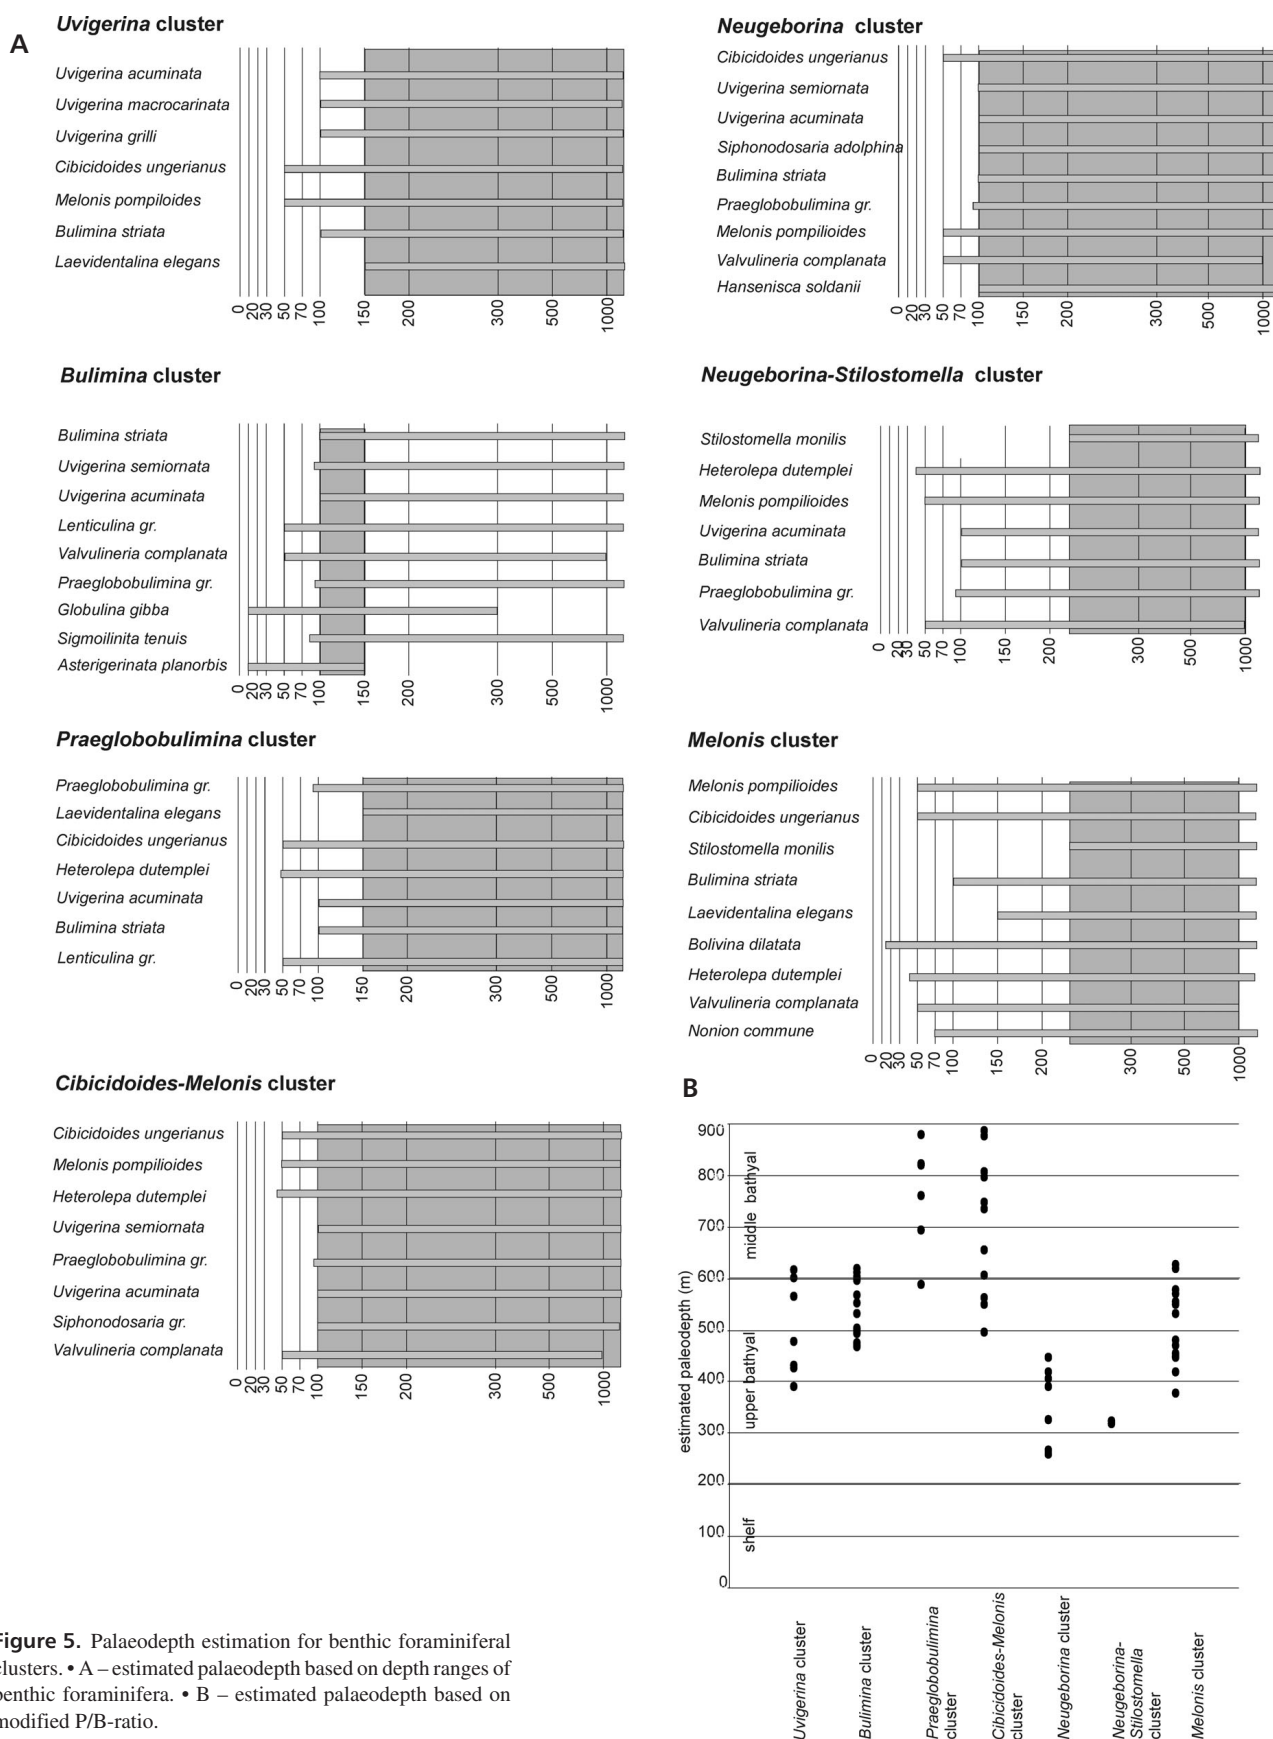 A
Uvigerina cluster
Uvigerina acuminata
Uvigerina macrocarinata
Uvigerina grilli
Cibicidoides ungerianus
Melonis pompiloides
Bulimina striata
Laevidentalina elegans
0 20 30 50 70 100 150 200 300 500 1000
Neugeborina cluster
Cibicidoides ungerianus
Uvigerina semiornata
Uvigerina acuminata
Siphonodosaria adolphina
Bulimina striata
Praeglobobulimina gr.
Melonis pompilioides
Valvulineria complanata
Hansenisca soldanii
0 20 30 50 70 100 150 200 300 500 1000
Bulimina cluster
Bulimina striata
Uvigerina semiornata
Uvigerina acuminata
Lenticulina gr.
Valvulineria complanata
Praeglobobulimina gr.
Globulina gibba
Sigmoilinita tenuis
Asterigerinata planorbis
0 20 30 50 70 100 150 200 300 500 1000
Neugeborina-Stilostomella cluster
Stilostomella monilis
Heterolepa dutemplei
Melonis pompilioides
Uvigerina acuminata
Bulimina striata
Praeglobobulimina gr.
Valvulineria complanata
0 20 30 50 70 100 150 200 300 500 1000
Praeglobobulimina cluster
Praeglobobulimina gr.
Laevidentalina elegans
Cibicidoides ungerianus
Heterolepa dutemplei
Uvigerina acuminata
Bulimina striata
Lenticulina gr.
0 20 30 50 70 100 150 200 300 500 1000
Melonis cluster
Melonis pompilioides
Cibicidoides ungerianus
Stilostomella monilis
Bulimina striata
Laevidentalina elegans
Bolivina dilatata
Heterolepa dutemplei
Valvulineria complanata
Nonion commune
0 20 30 50 70 100 150 200 300 500 1000
Cibicidoides-Melonis cluster
Cibicidoides ungerianus
Melonis pompilioides
Heterolepa dutemplei
Uvigerina semiornata
Praeglobobulimina gr.
Uvigerina acuminata
Siphonodosaria gr.
Valvulineria complanata
0 20 30 50 70 100 150 200 300 500 1000
B
estimated paleodepth (m)
900
800
700
600
500
400
300
200
100
0
middle bathyal
upper bathyal
shelf
Uvigerina cluster
Bulimina cluster
Praeglobulimina
cluster
Cibicidoides-Melonis
cluster
Neugeborina cluster
Neugeborina-
Stilostomella
cluster
Melonis cluster
Figure 5. Palaeodepth estimation for benthic foraminiferal
clusters. • A – estimated palaeodepth based on depth ranges of
benthic foraminifera. • B – estimated palaeodepth based on
modified P/B-ratio.